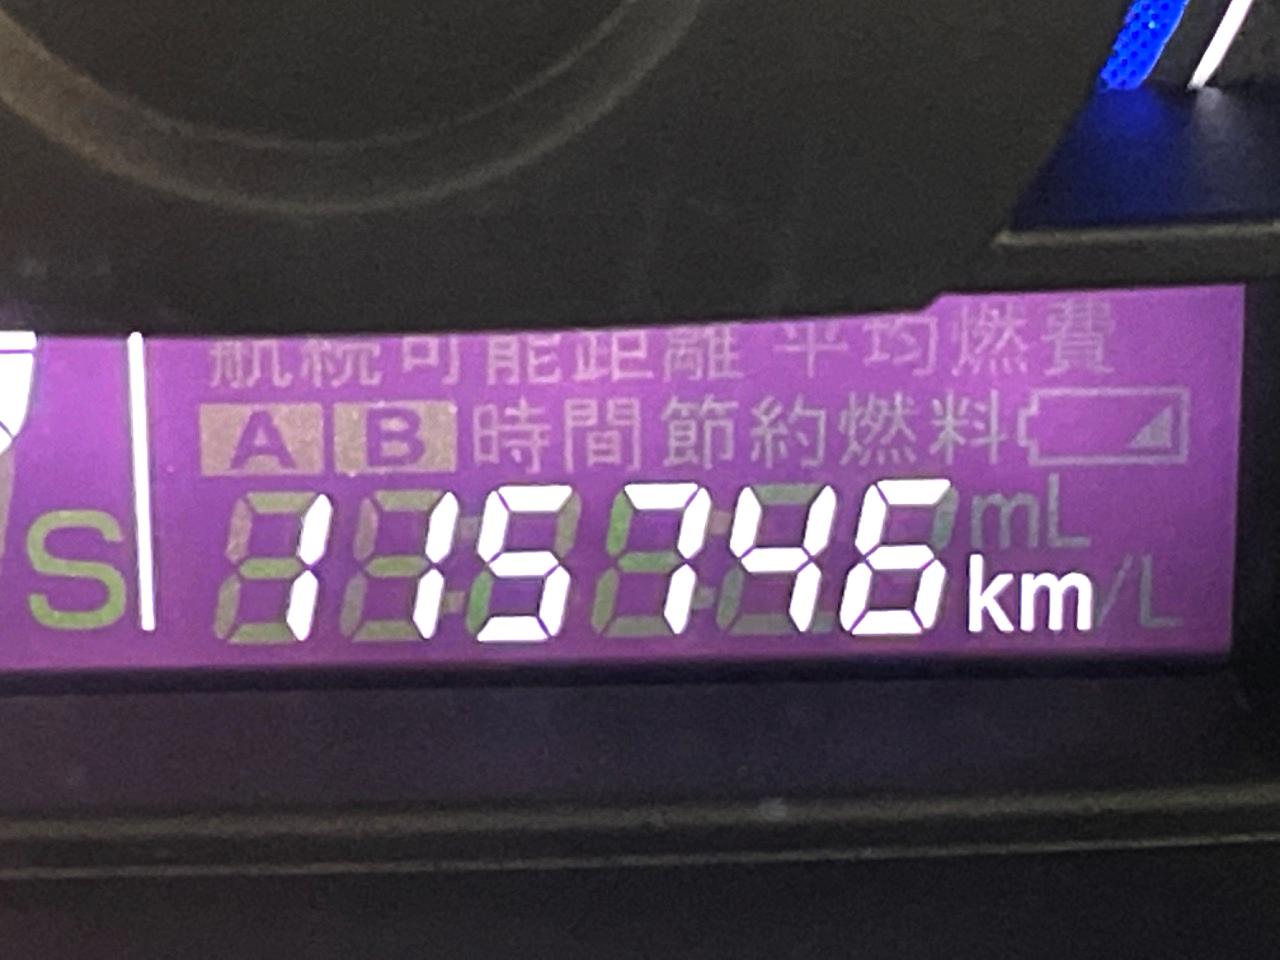 航続可能距離 平均燃費
A B 時間 節約燃料
S 115746 km
mL
/L